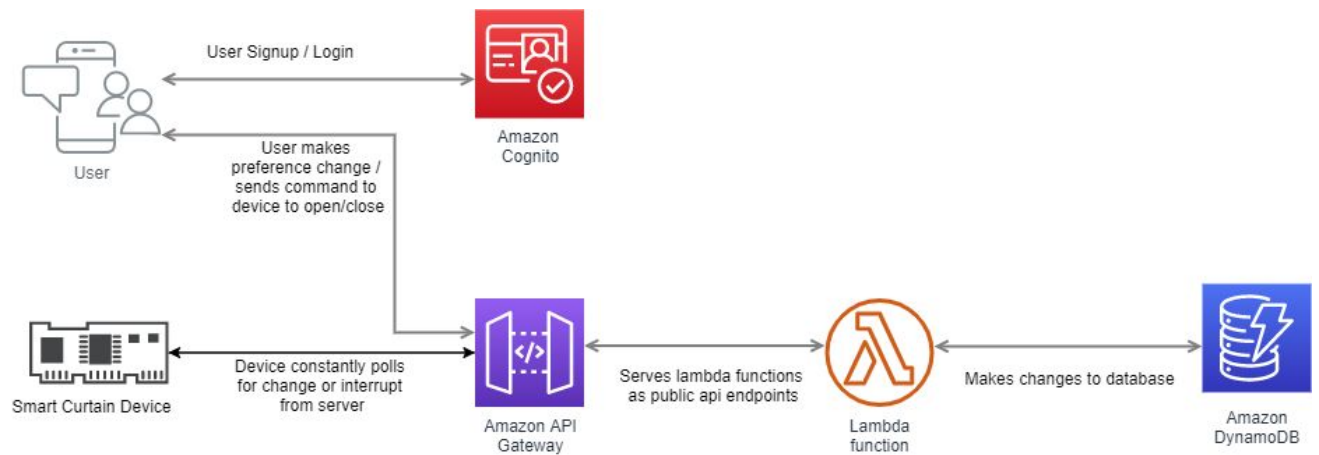 User Signup / Login
Amazon
Cognito
User
User makes
preference change /
sends command to
device to open/close
Smart Curtain Device
Device constantly polls
for change or interrupt
from server
</>
Amazon API
Gateway
Serves lambda functions
as public api endpoints
Lambda
function
Makes changes to database
Amazon
DynamoDB